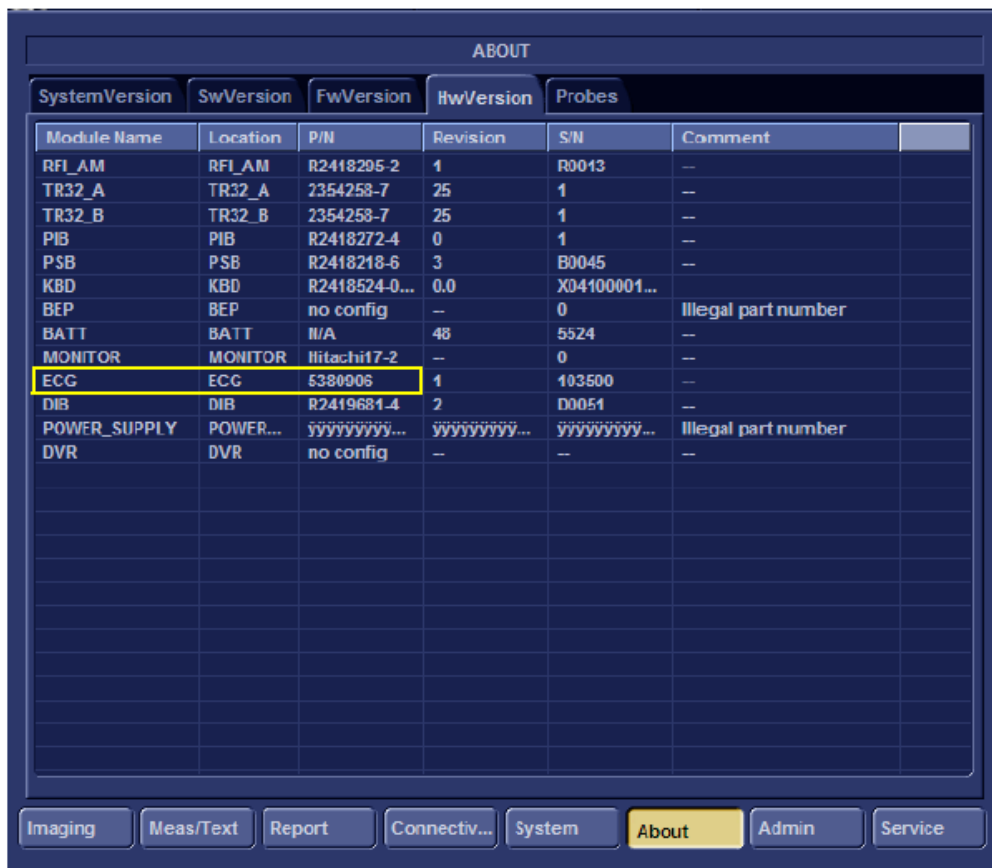 ABOUT
SystemVersion SwVersion FwVersion HwVersion Probes
Module Name Location P/N Revision S/N Comment
RFI_AM RFI_AM R2418295-2 1 R0013 --
TR32_A TR32_A 2354258-7 25 1 --
TR32_B TR32_B 2354258-7 25 1 --
PIB PIB R2418272-4 0 1 --
PSB PSB R2418218-6 3 B0045 --
KBD KBD R2418524-0... 0.0 X04100001...
BEP BEP no config -- 0 Illegal part number
BATT BATT N/A 48 5524 --
MONITOR MONITOR Hitachi17-2 -- 0 --
ECG ECG 5380906 1 103500 --
DIB DIB R2419681-4 2 D0051 --
POWER_SUPPLY POWER... ÿÿÿÿÿÿÿÿÿ... ÿÿÿÿÿÿÿÿÿ... ÿÿÿÿÿÿÿÿÿ... Illegal part number
DVR DVR no config -- -- --
Imaging Meas/Text Report Connectiv... System About Admin Service